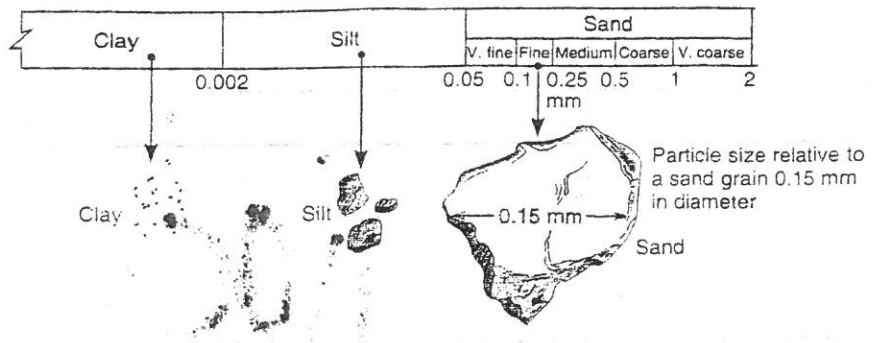 Sand
Clay
Silt
V. fine
Fine
Medium
Coarse
V. coarse
0.002
0.05
0.1
0.25
0.5
1
2
mm
Particle size relative to
a sand grain 0.15 mm
in diameter
Clay
Silt
0.15 mm
Sand